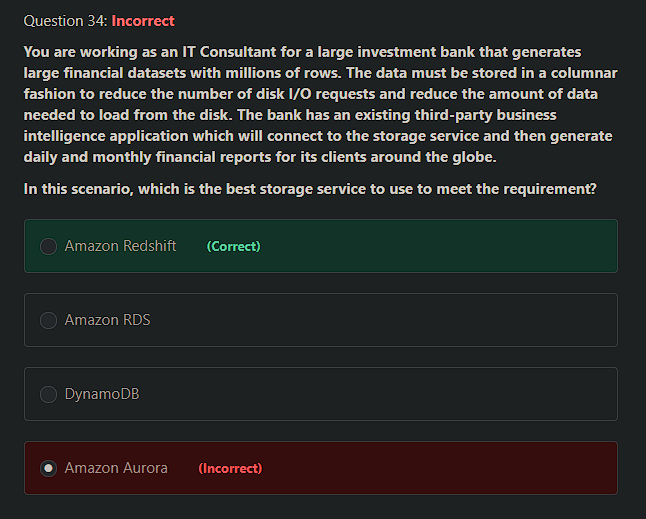 Question 34: Incorrect
You are working as an IT Consultant for a large investment bank that generates
large financial datasets with millions of rows. The data must be stored in a columnar
fashion to reduce the number of disk I/O requests and reduce the amount of data
needed to load from the disk. The bank has an existing third-party business
intelligence application which will connect to the storage service and then generate
daily and monthly financial reports for its clients around the globe.
In this scenario, which is the best storage service to use to meet the requirement?
Amazon Redshift (Correct)
Amazon RDS
DynamoDB
Amazon Aurora (Incorrect)